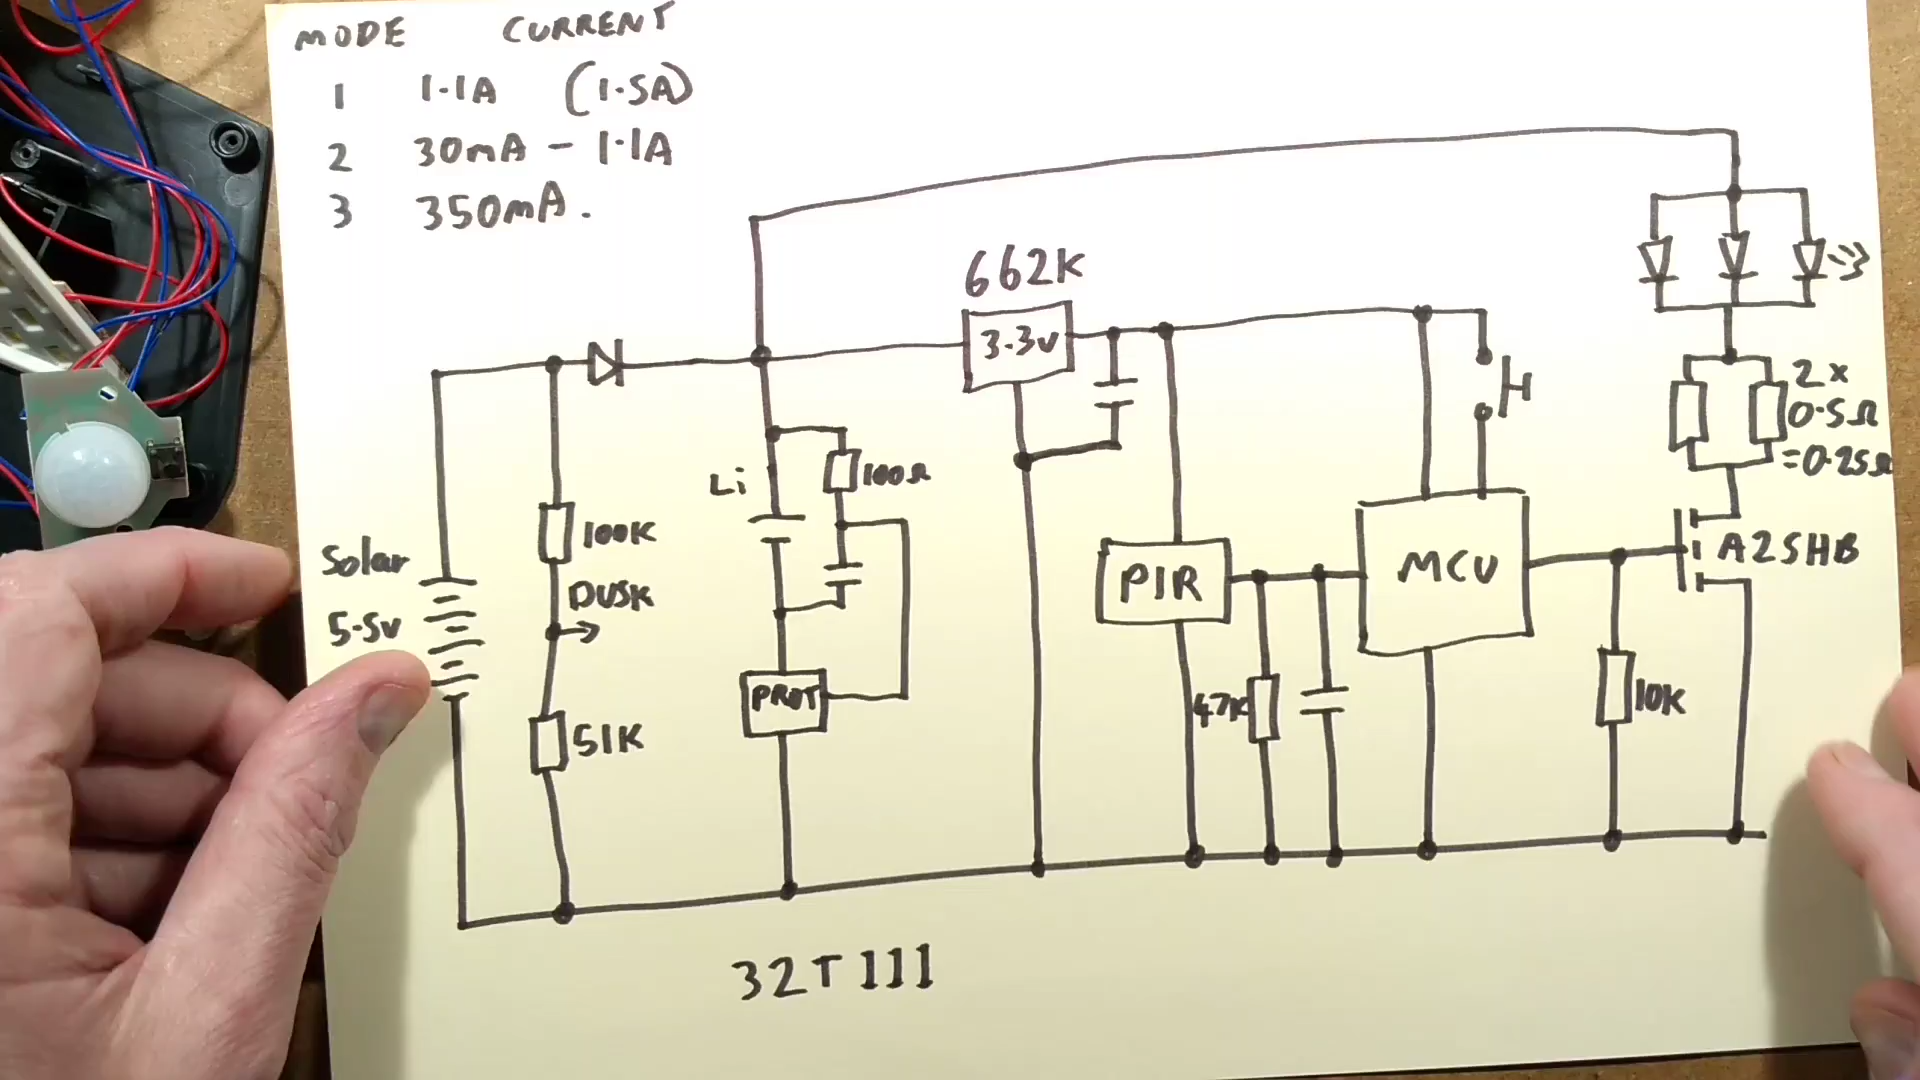 MODE CURRENT
1 1.1A (1.5A)
2 30mA - 1.1A
3 350mA.
662K
3.3v
2x
0.5Ω
=0.25Ω
Li
100Ω
Solar
5.5v
100K
DUSK
51K
PROT
PIR
MCU
A2SHB
47K
10K
32T111